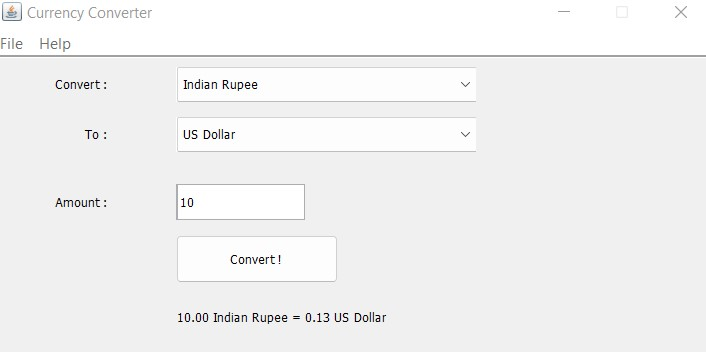 Currency Converter
File Help
Convert : Indian Rupee
To : US Dollar
Amount : 10
Convert!
10.00 Indian Rupee = 0.13 US Dollar